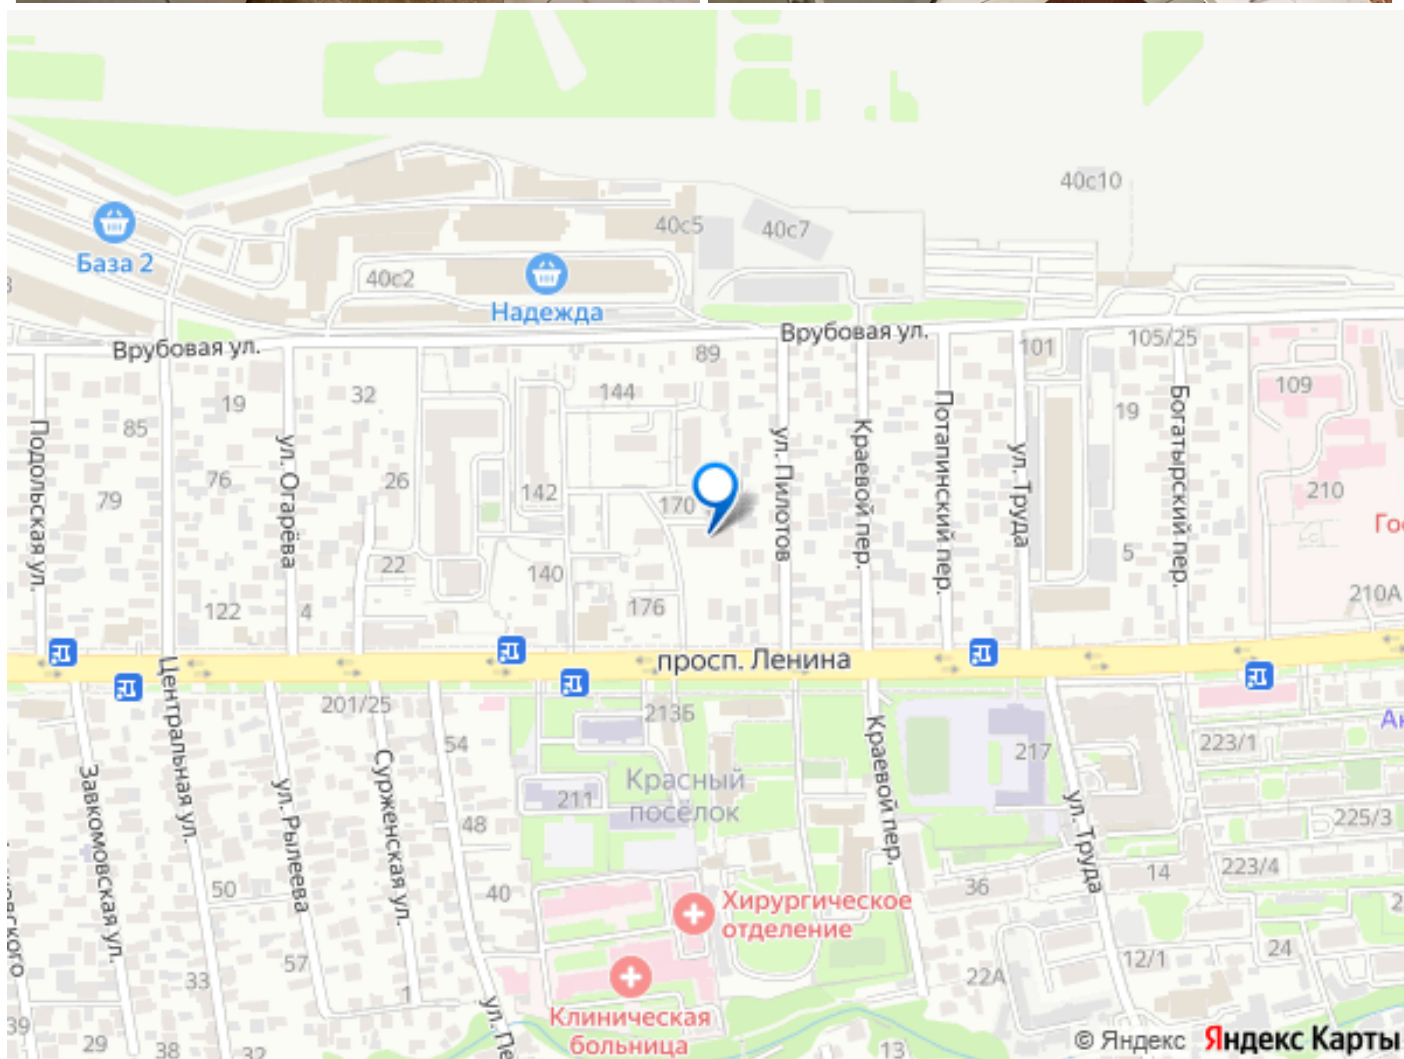 40с10
40с5
40с7
База 2
40с2
Надежда
Врубовая ул.
Врубовая ул.
89
101
105/25
144
109
32
19
85
19
Подольская ул.
ул. Огарёва
76
26
79
142
170
ул. Пилотов
Краевой пер.
Потапинский пер.
ул. Труда
Богатырский пер.
210
Гос
5
22
140
176
122
4
210А
просп. Ленина
201/25
213Б
54
217
223/1
Ан
Завкомовская ул.
Центральная ул.
ул. Рылеева
Сурженская ул.
Красный
посёлок
211
48
Краевой пер.
ул. Труда
225/3
223/4
14
36
40
50
Хирургическое
отделение
24
12/1
57
33
22А
1
Клиническая
больница
ул. Пе
39
29
38
32
13
© Яндекс Яндекс Карты